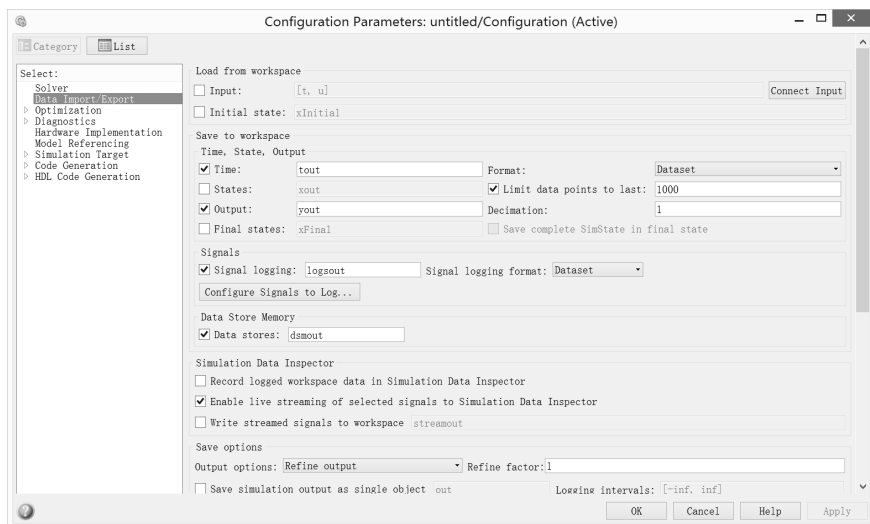 Configuration Parameters: untitled/Configuration (Active)
Category List
Select:
Solver
Data Import/Export
Optimization
Diagnostics
Hardware Implementation
Model Referencing
Simulation Target
Code Generation
HDL Code Generation
Load from workspace
Input: [t, u] Connect Input
Initial state: xInitial
Save to workspace
Time, State, Output
Time: tout Format: Dataset
States: xout Limit data points to last: 1000
Output: yout Decimation: 1
Final states: xFinal Save complete SimState in final state
Signals
Signal logging: logsout Signal logging format: Dataset
Configure Signals to Log...
Data Store Memory
Data stores: dsmout
Simulation Data Inspector
Record logged workspace data in Simulation Data Inspector
Enable live streaming of selected signals to Simulation Data Inspector
Write streamed signals to workspace streamout
Save options
Output options: Refine output Refine factor: 1
Save simulation output as single object out Logging intervals: [-inf, inf]
OK Cancel Help Apply